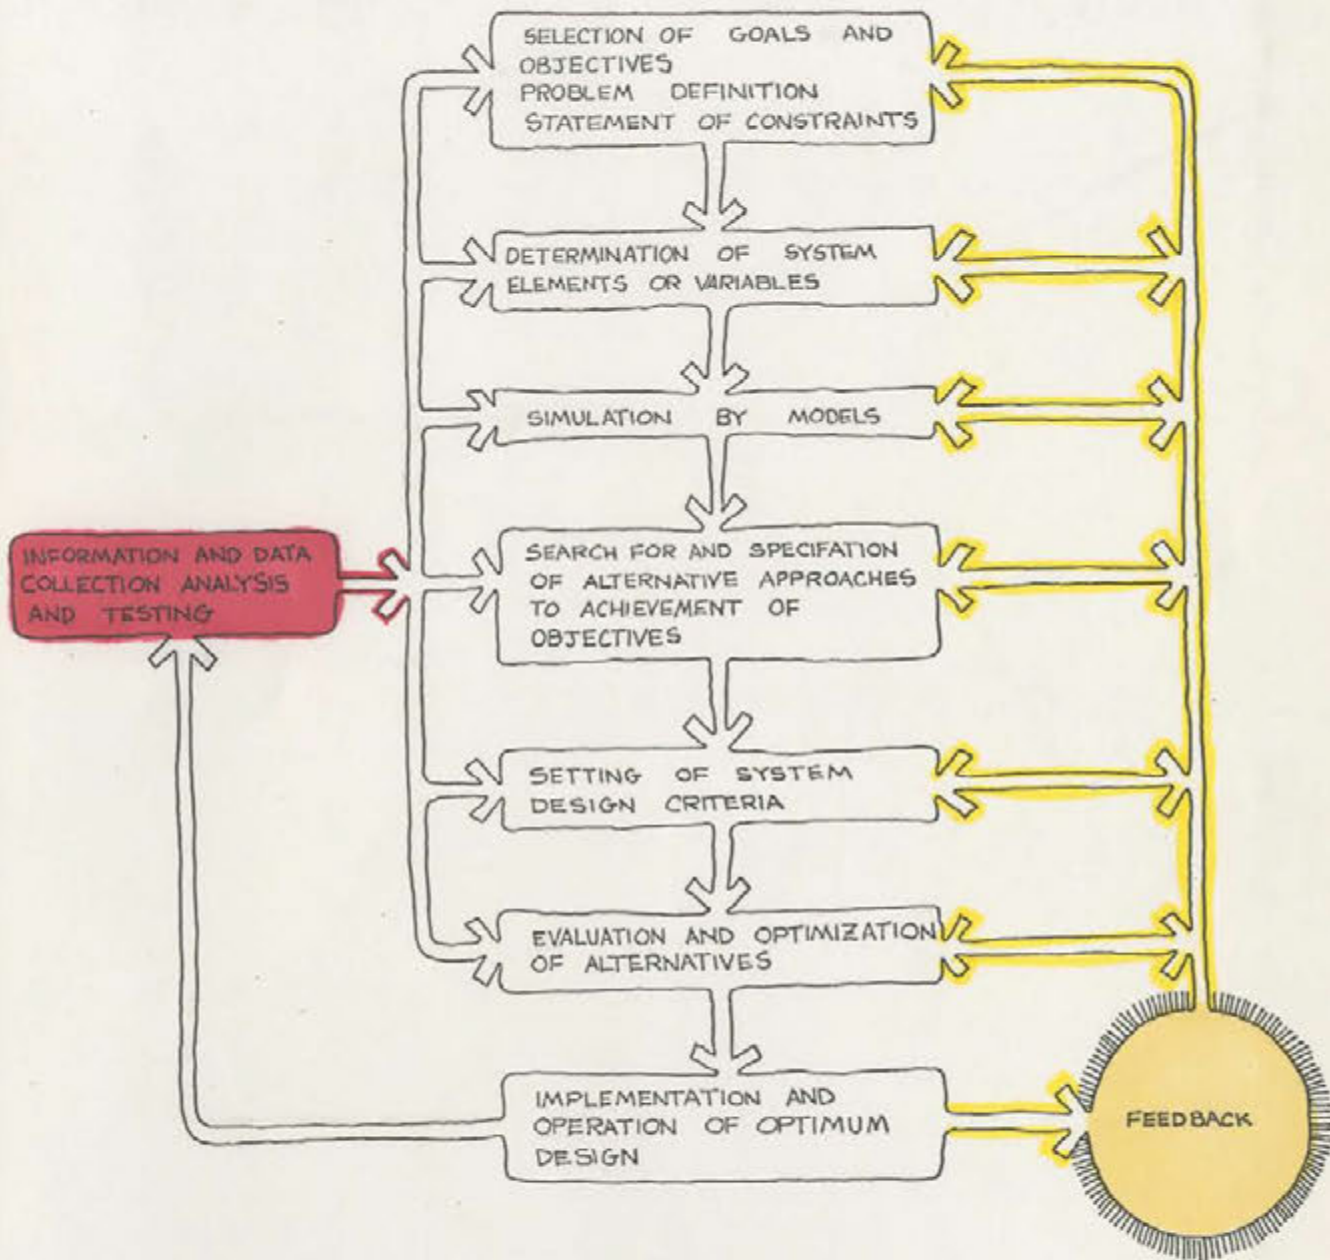 SELECTION OF GOALS AND
OBJECTIVES
PROBLEM DEFINITION
STATEMENT OF CONSTRAINTS
DETERMINATION OF SYSTEM
ELEMENTS OR VARIABLES
SIMULATION BY MODELS
INFORMATION AND DATA
COLLECTION ANALYSIS
AND TESTING
SEARCH FOR AND SPECIFATION
OF ALTERNATIVE APPROACHES
TO ACHIEVEMENT OF
OBJECTIVES
SETTING OF SYSTEM
DESIGN CRITERIA
EVALUATION AND OPTIMIZATION
OF ALTERNATIVES
IMPLEMENTATION AND
OPERATION OF OPTIMUM
DESIGN
FEEDBACK